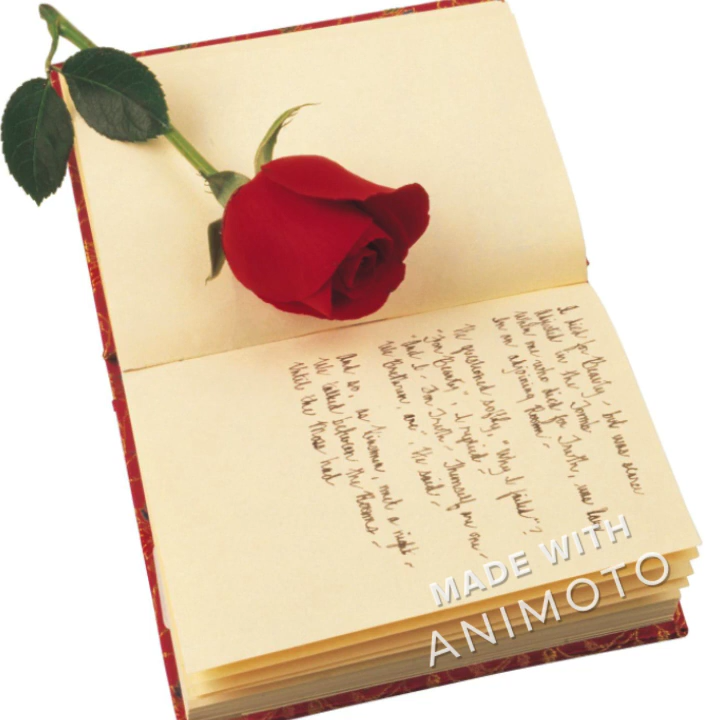 I died for Beauty - but was scarce
Adjusted in the Tomb
When one who died for Truth, was lain
In an adjoining Room -
He questioned softly, "Why I failed"?
"For Beauty", I replied -
"And I - For Truth - Themself are one -
We Brethren, are", He said -
And so, as Kinsmen, met a night -
We talked between the Rooms -
Until the Moss had
MADE WITH
ANIMOTO